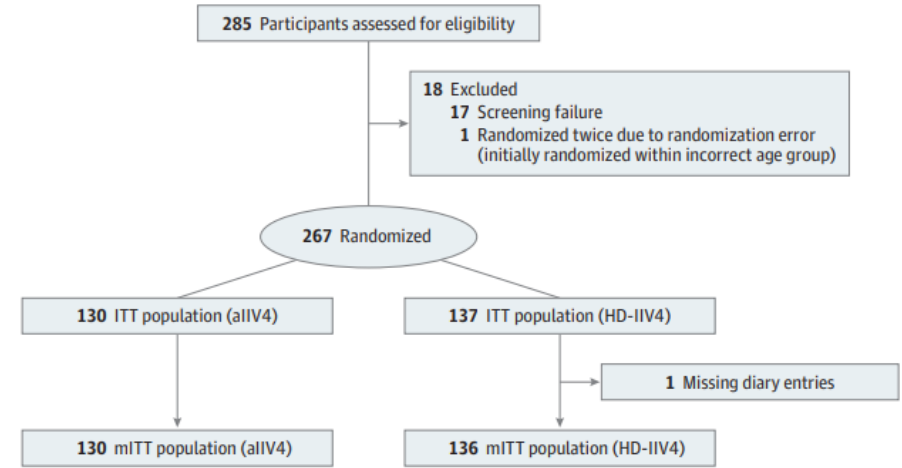 285 Participants assessed for eligibility
18 Excluded
17 Screening failure
1 Randomized twice due to randomization error
(initially randomized within incorrect age group)
267 Randomized
130 ITT population (aIIV4)
137 ITT population (HD-IIV4)
1 Missing diary entries
130 mITT population (aIIV4)
136 mITT population (HD-IIV4)